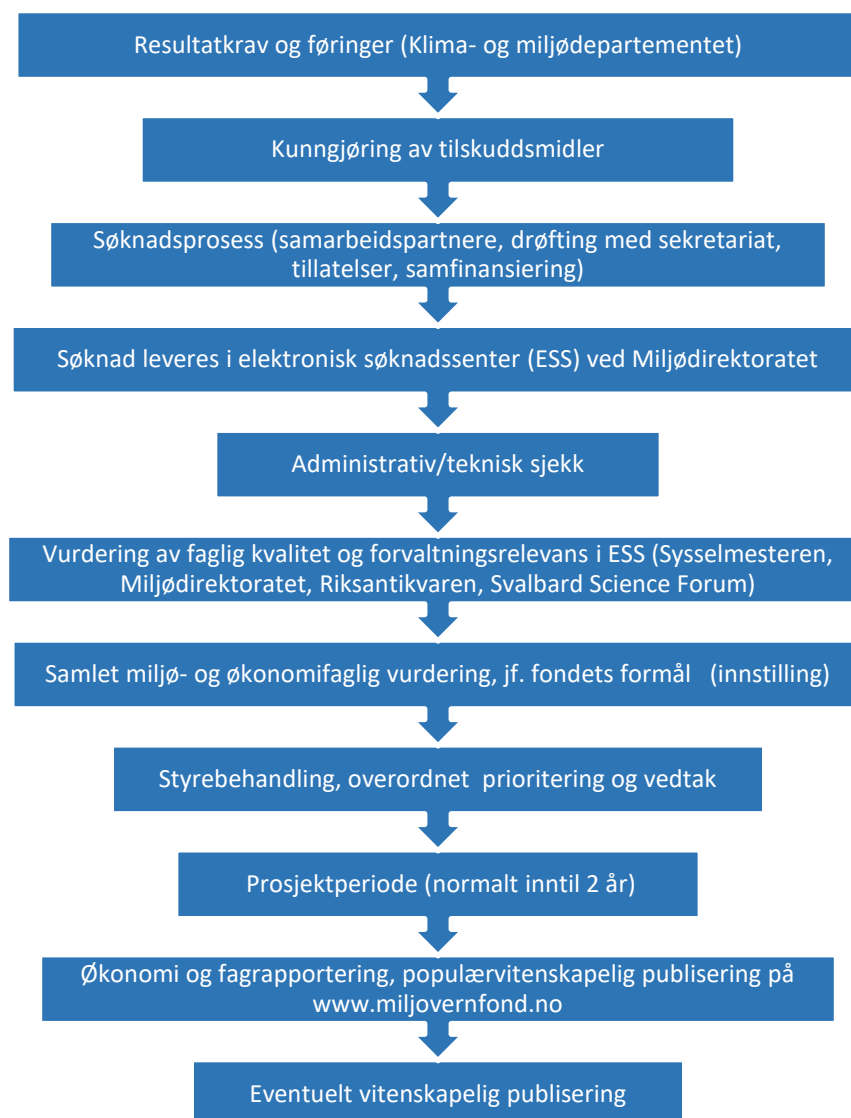 Resultatkrav og føringer (Klima- og miljødepartementet)
Kunngjøring av tilskuddsmidler
Søknadsprosess (samarbeidspartnere, drøfting med sekretariat,
tillatelser, samfinansiering)
Søknad leveres i elektronisk søknadssenter (ESS) ved Miljødirektoratet
Administrativ/teknisk sjekk
Vurdering av faglig kvalitet og forvaltningsrelevans i ESS (Sysselmesteren,
Miljødirektoratet, Riksantikvaren, Svalbard Science Forum)
Samlet miljø- og økonomifaglig vurdering, jf. fondets formål (innstilling)
Styrebehandling, overordnet prioritering og vedtak
Prosjektperiode (normalt inntil 2 år)
Økonomi og fagrapportering, populærvitenskapelig publisering på
www.miljovernfond.no
Eventuelt vitenskapelig publisering